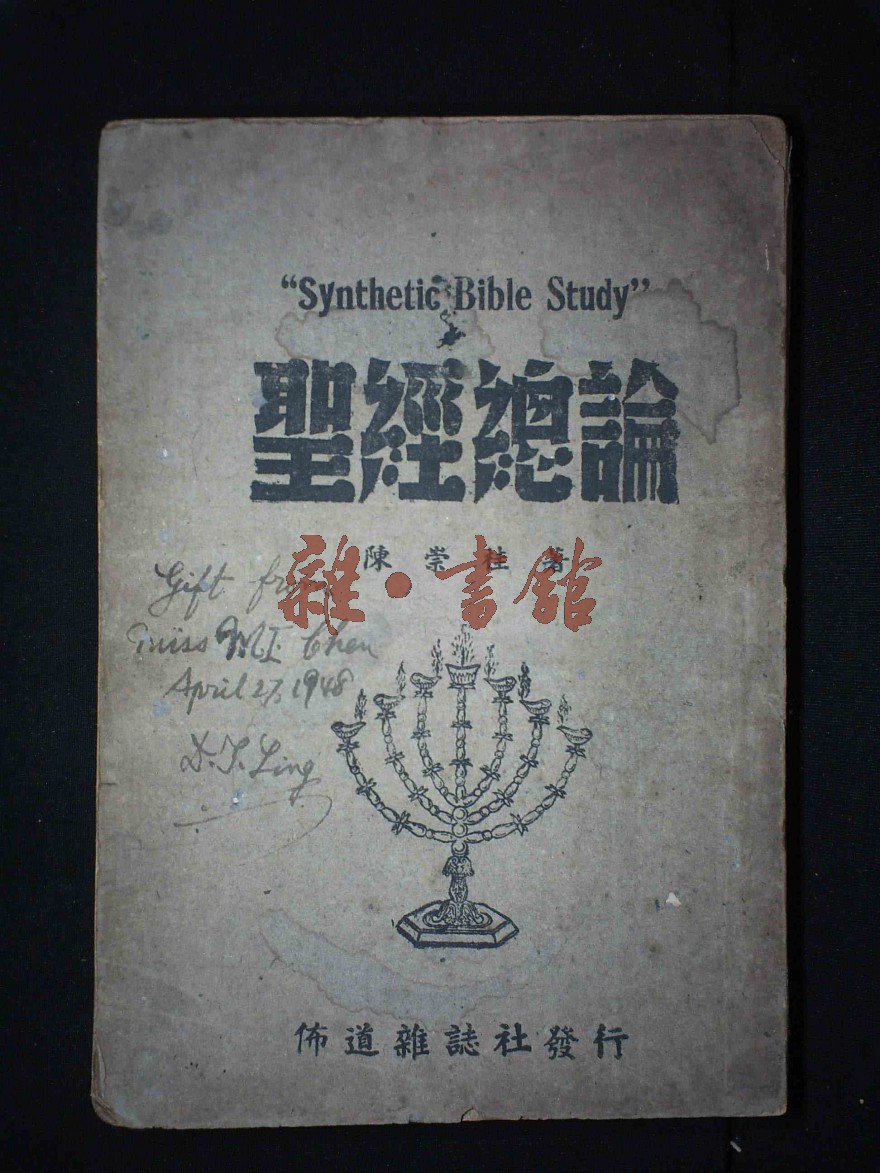 “Synthetic Bible Study”
聖經總論
陳崇桂著
雜·書館
Gift from
Miss M.I. Chen
April 27, 1948
D.J. Ling
佈道雜誌社發行